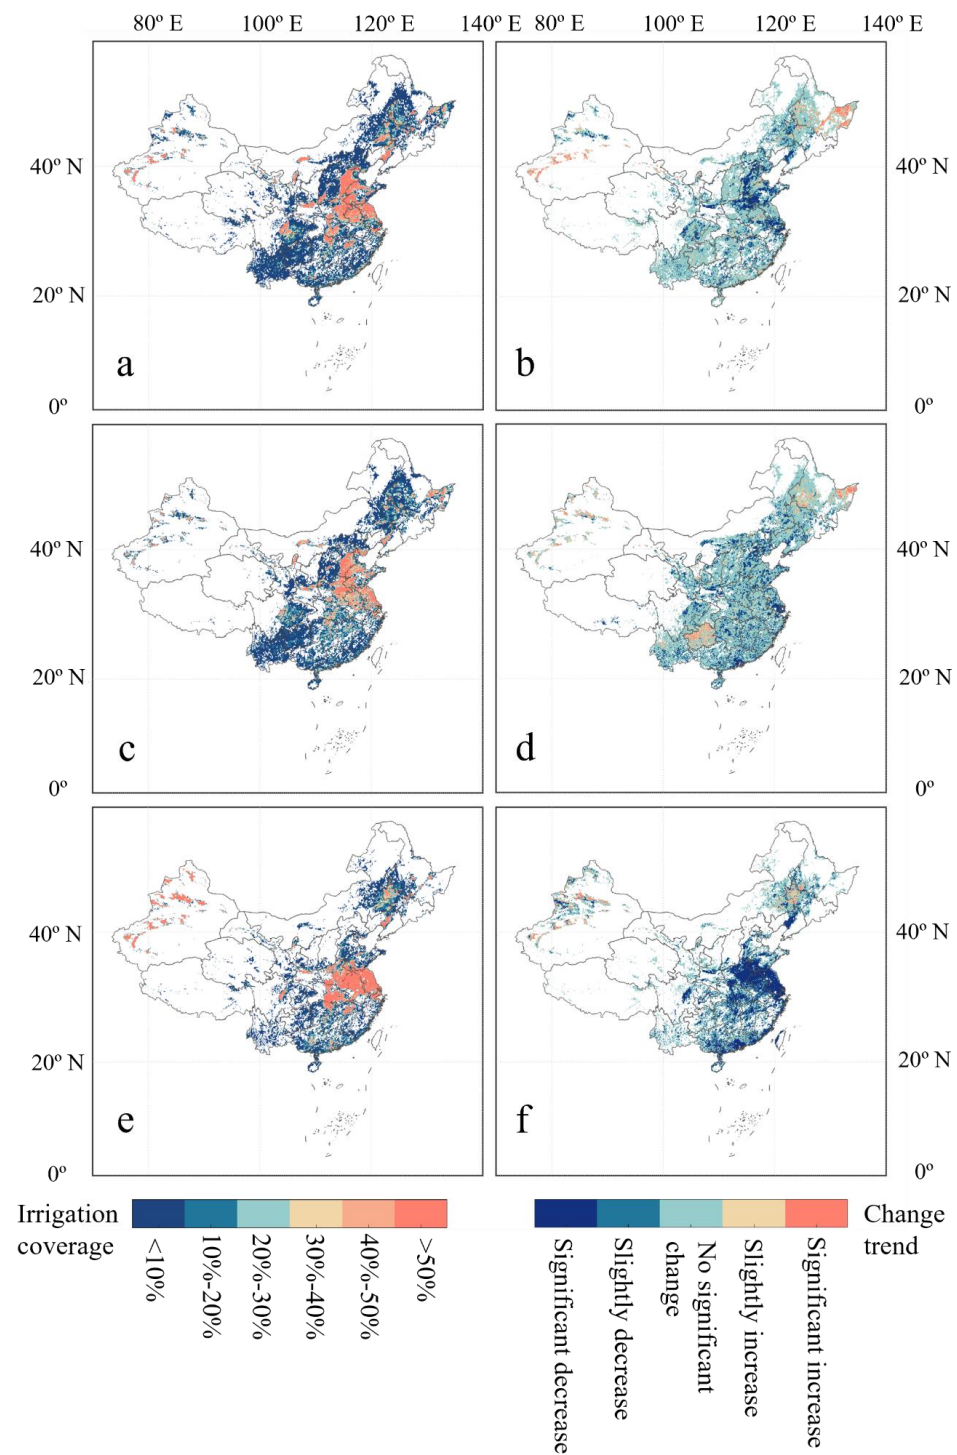 80° E 100° E 120° E 140° E 100° E 120° E 140° E
40° N 40° N
20° N 20° N
a b
0° 0°
40° N 40° N
20° N 20° N
c d
0° 0°
40° N 40° N
20° N 20° N
e f
0° 0°
Irrigation
coverage
<10%
10%-20%
20%-30%
30%-40%
40%-50%
>50%
Change
trend
Significant decrease
Slightly decrease
No significant
change
Slightly increase
Significant increase